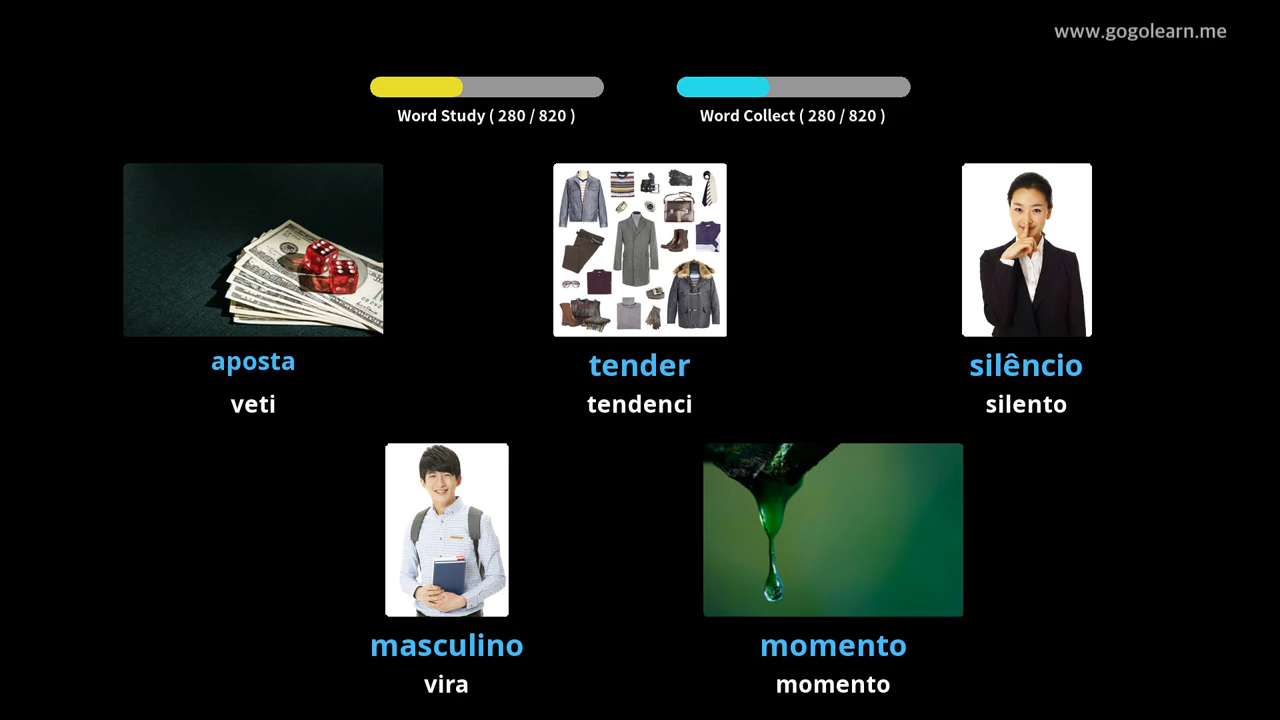 www.gogolearn.me
Word Study ( 280 / 820 )
Word Collect ( 280 / 820 )
aposta
veti
tender
tendenci
silêncio
silento
masculino
vira
momento
momento